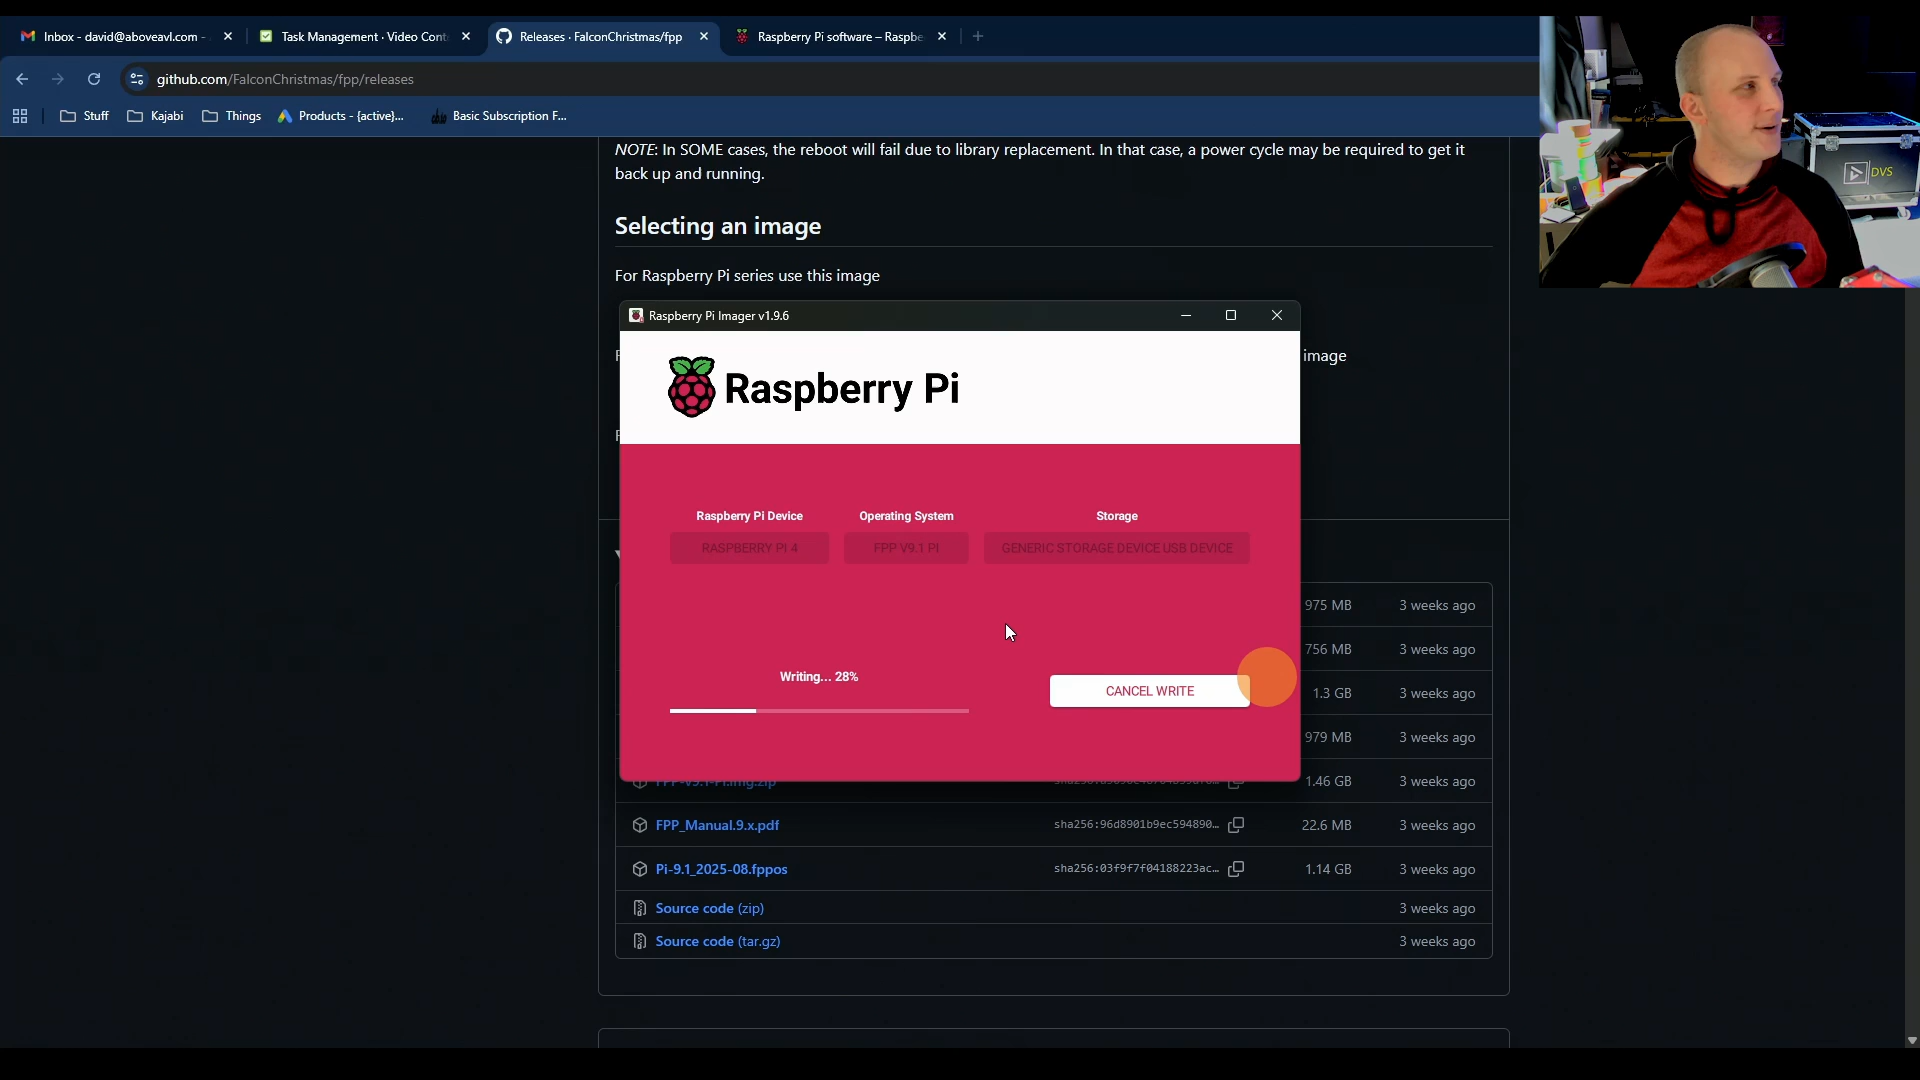 Inbox - david@aboveavl.com -
Task Management · Video Cont
Releases · FalconChristmas/fpp
Raspberry Pi software – Raspbe
github.com/FalconChristmas/fpp/releases
Stuff
Kajabi
Things
Products - {active}...
Basic Subscription F...
NOTE: In SOME cases, the reboot will fail due to library replacement. In that case, a power cycle may be required to get it
back up and running.
Selecting an image
For Raspberry Pi series use this image
Raspberry Pi Imager v1.9.6
image
Raspberry Pi
Raspberry Pi Device
Operating System
Storage
RASPBERRY PI 4
FPP V9.1 PI
GENERIC STORAGE DEVICE USB DEVICE
Writing... 28%
CANCEL WRITE
975 MB 3 weeks ago
756 MB 3 weeks ago
1.3 GB 3 weeks ago
979 MB 3 weeks ago
1.46 GB 3 weeks ago
FPP_Manual.9.x.pdf sha256:96d8901b9ec594890... 22.6 MB 3 weeks ago
Pi-9.1_2025-08.fppos sha256:03f9f7f04188223ac... 1.14 GB 3 weeks ago
Source code (zip) 3 weeks ago
Source code (tar.gz) 3 weeks ago
DVS